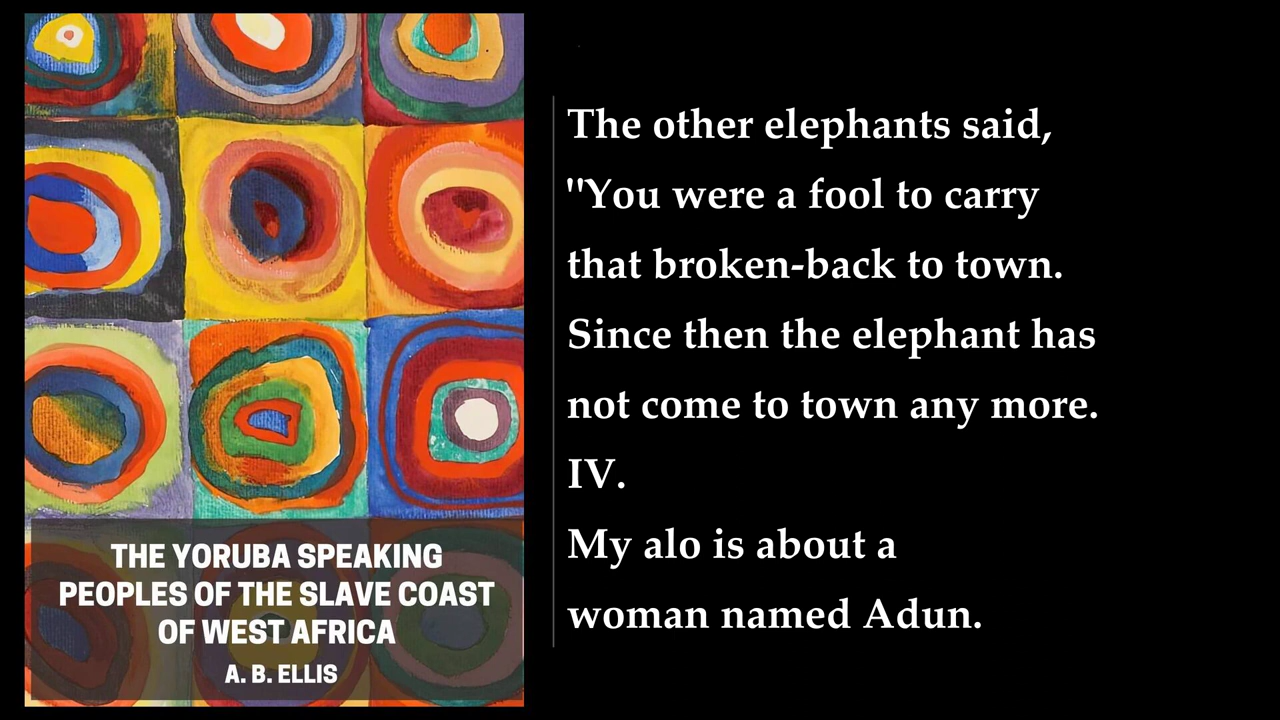 THE YORUBA SPEAKING
PEOPLES OF THE SLAVE COAST
OF WEST AFRICA
A. B. ELLIS
The other elephants said,
"You were a fool to carry
that broken-back to town.
Since then the elephant has
not come to town any more.
IV.
My alo is about a
woman named Adun.